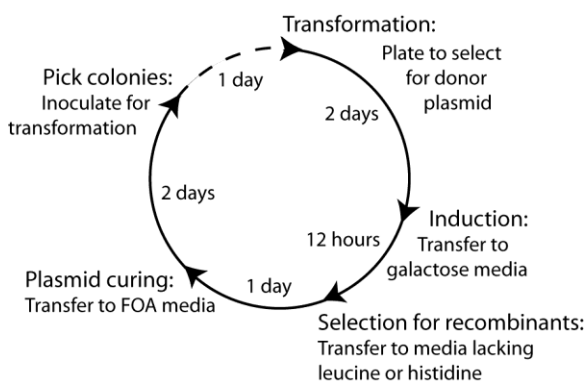 Transformation:
Plate to select
for donor
plasmid
2 days
Induction:
Transfer to
galactose media
12 hours
Selection for recombinants:
Transfer to media lacking
leucine or histidine
1 day
Plasmid curing:
Transfer to FOA media
2 days
Pick colonies:
Inoculate for
transformation
1 day